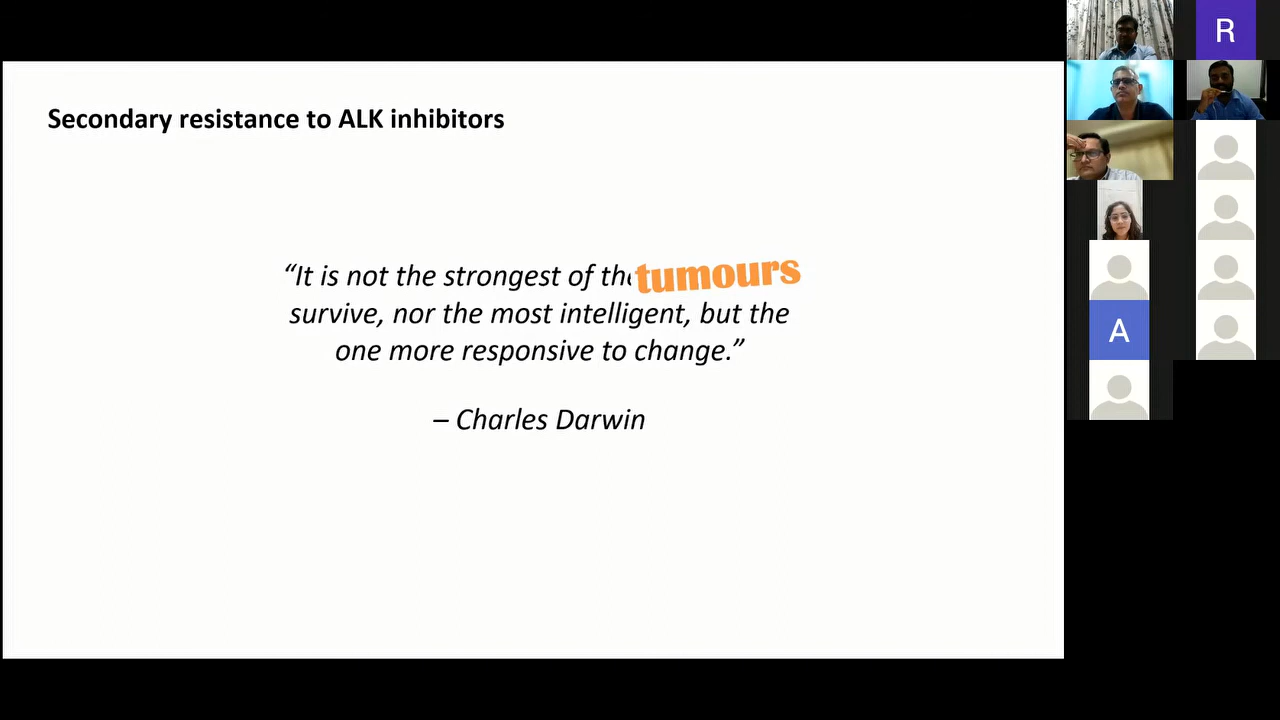 Secondary resistance to ALK inhibitors
“It is not the strongest of the tumours
survive, nor the most intelligent, but the
one more responsive to change.”
– Charles Darwin
R
A